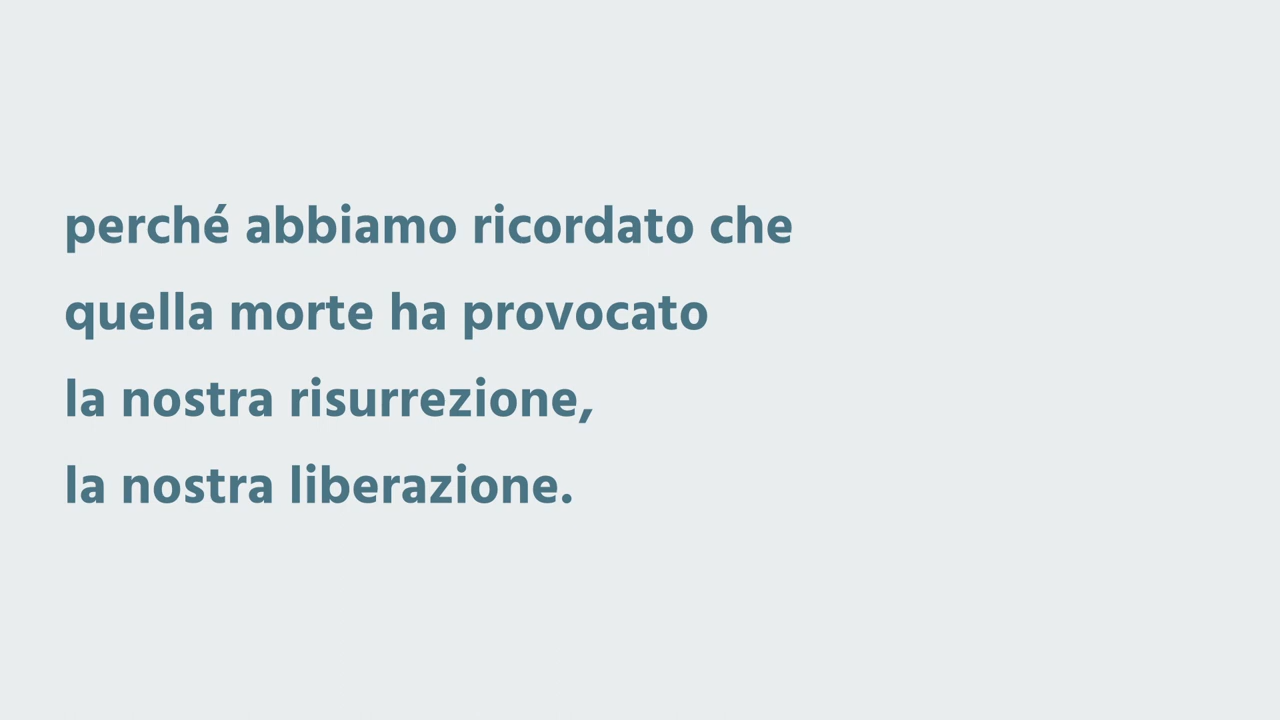 perché abbiamo ricordato che
quella morte ha provocato
la nostra risurrezione,
la nostra liberazione.